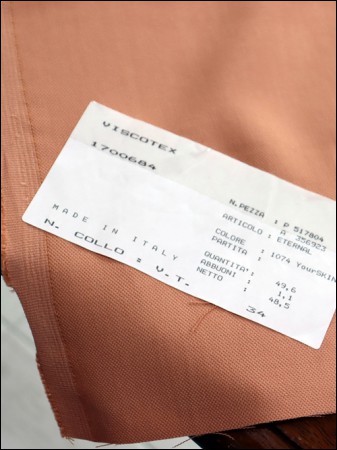 VISCOTEX
1700684
N.PEZZA : P 517804
A 356923
ARTICOLO : ETERNAL
COLORE : 1074 YourSKIN
PARTITA :
QUANTITA' : 49,6
ABBUONI : 1,1
NETTO : 48,5
MADE IN ITALY
N. COLLO : V.T.
34